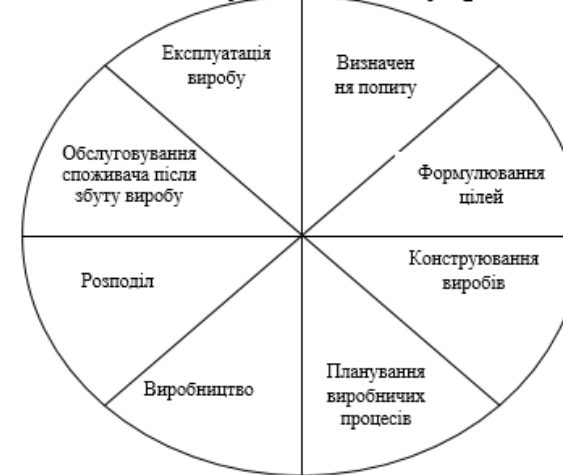 Експлуатація
виробу
Визначен
ня попиту
Обслуговування
споживача після
збуту виробу
Формулювання
цілей
Розподіл
Конструювання
виробів
Виробництво
Планування
виробничих
процесів